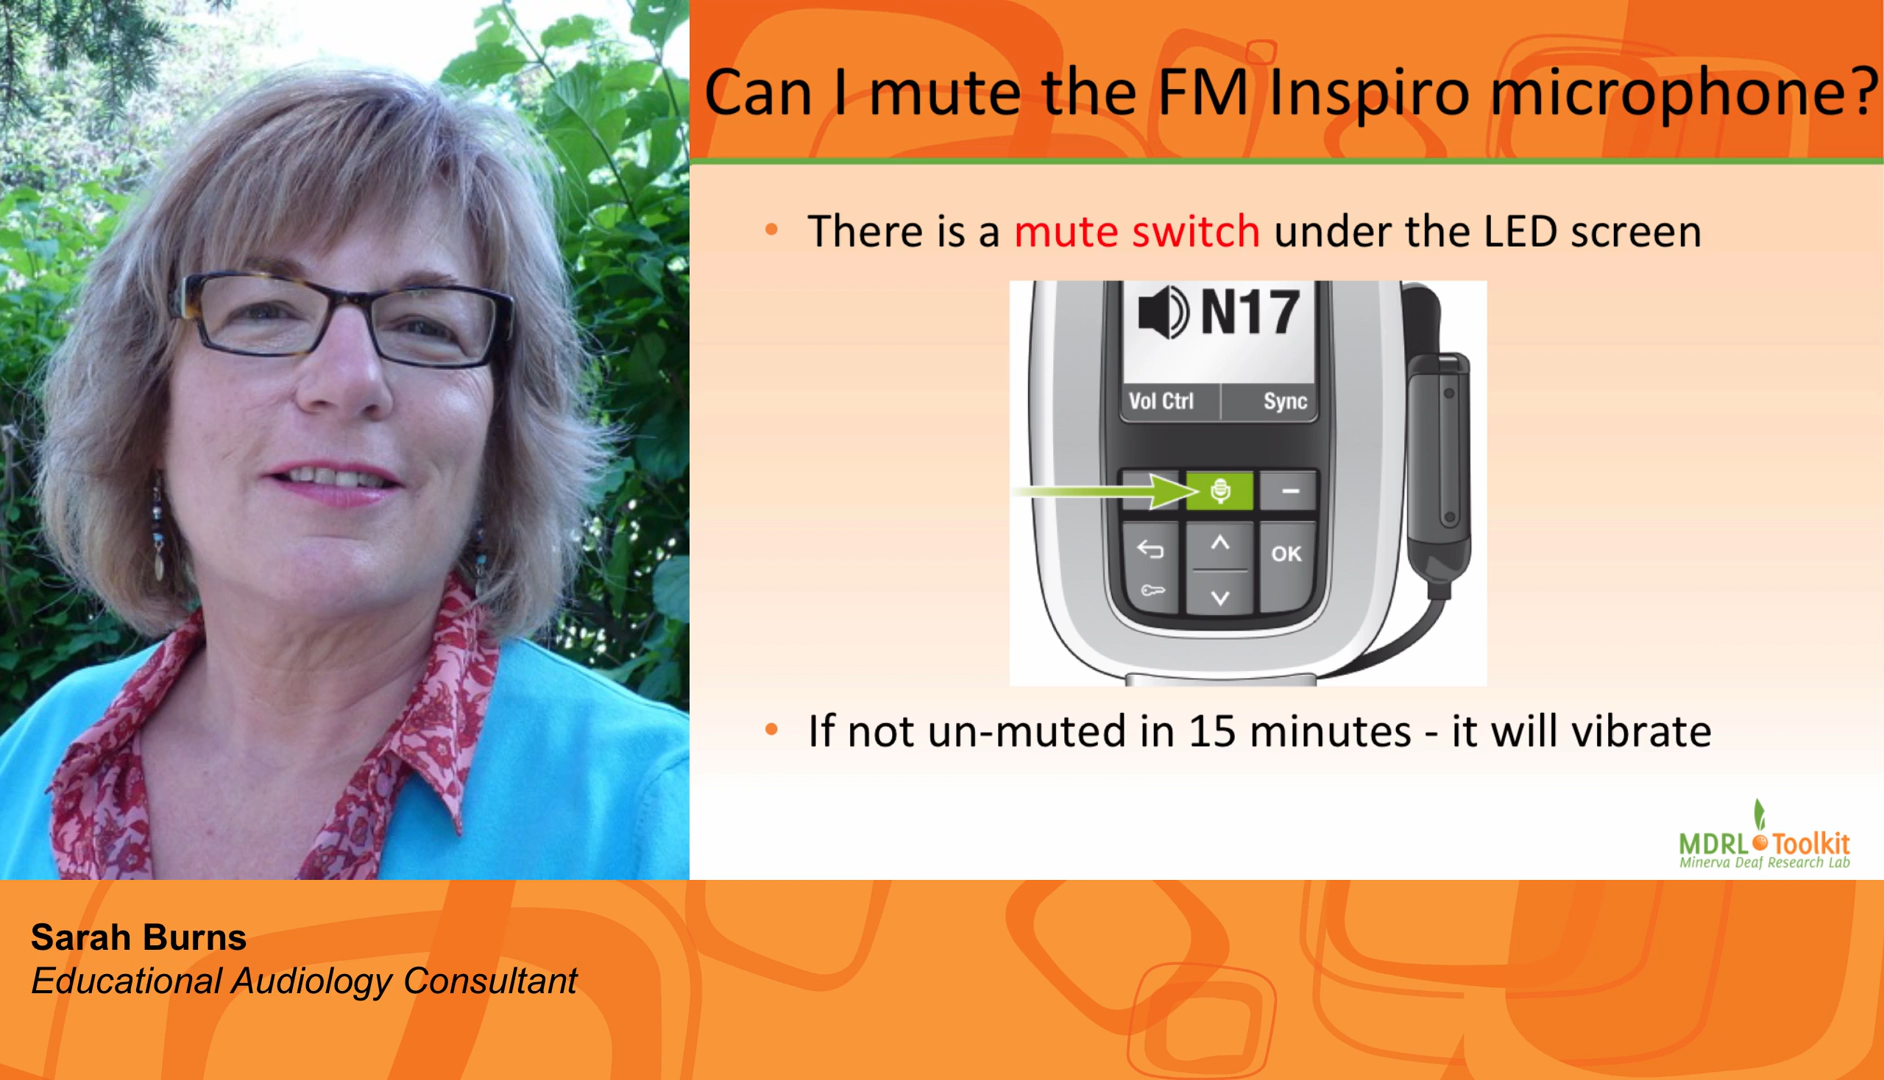 Can I mute the FM Inspiro microphone?
• There is a mute switch under the LED screen
N17
Vol Ctrl Sync
–
OK
• If not un-muted in 15 minutes - it will vibrate
MDRL Toolkit
Minerva Deaf Research Lab
Sarah Burns
Educational Audiology Consultant